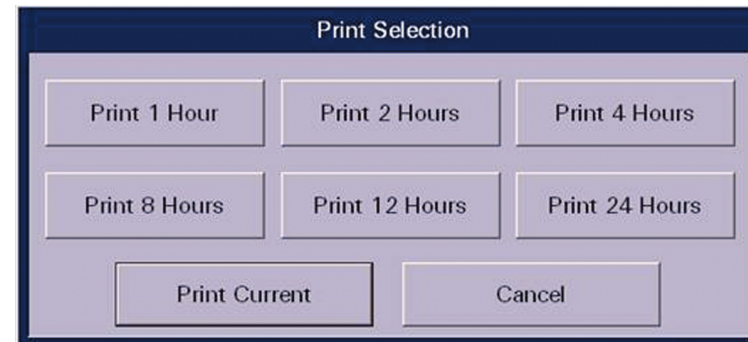 Print Selection
Print 1 Hour
Print 2 Hours
Print 4 Hours
Print 8 Hours
Print 12 Hours
Print 24 Hours
Print Current
Cancel